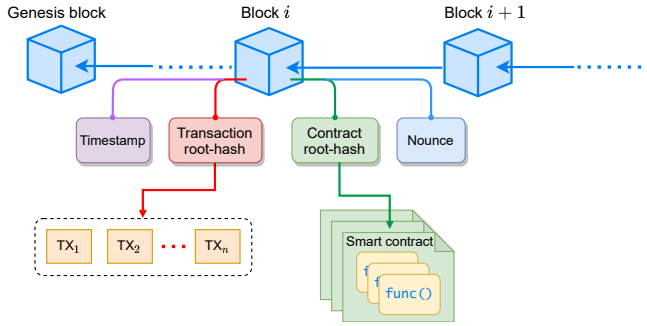 Genesis block
Block i
Block i + 1
Timestamp
Transaction
root-hash
Contract
root-hash
Nounce
TX₁
TX₂
TXₙ
Smart contract
f
f
func()